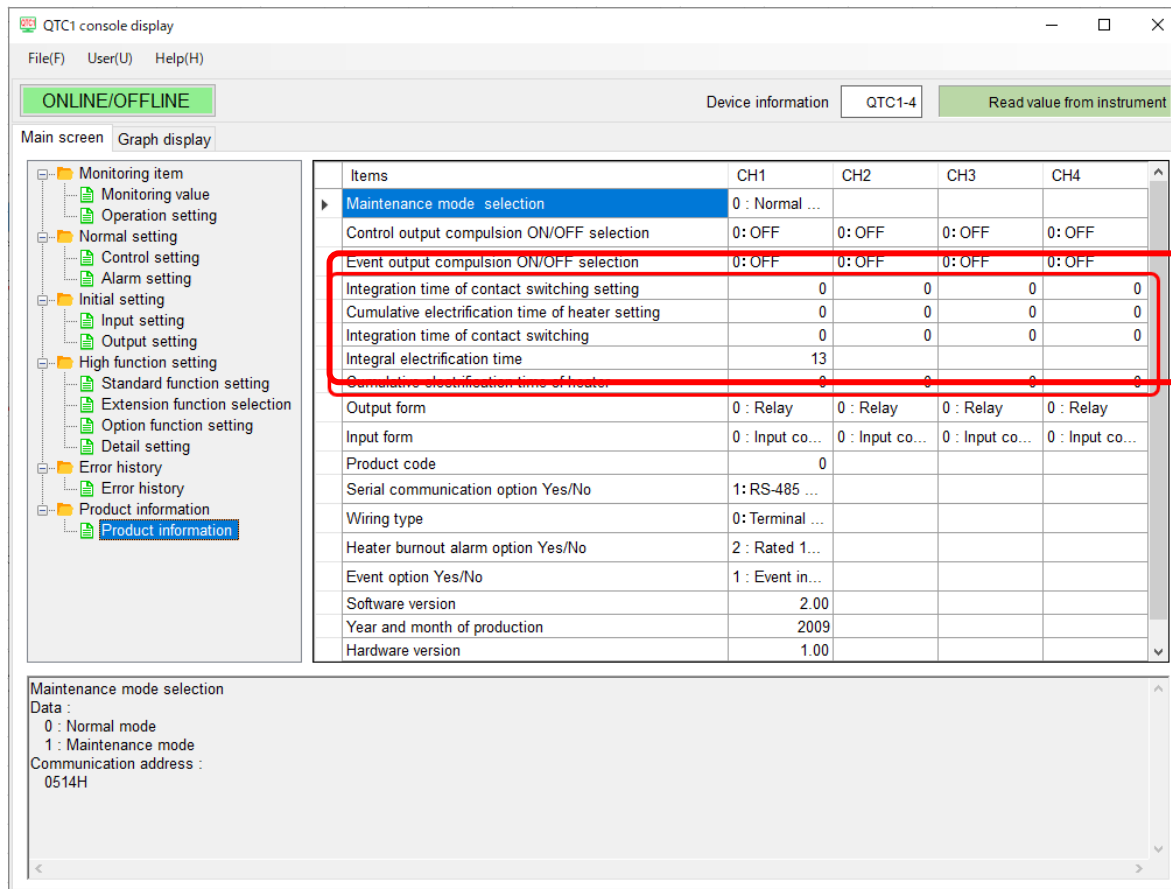 QTC1 console display
File(F) User(U) Help(H)
ONLINE/OFFLINE Device information QTC1-4 Read value from instrument
Main screen Graph display
Monitoring item
Monitoring value
Operation setting
Normal setting
Control setting
Alarm setting
Initial setting
Input setting
Output setting
High function setting
Standard function setting
Extension function selection
Option function setting
Detail setting
Error history
Error history
Product information
Product information
Items CH1 CH2 CH3 CH4
Maintenance mode selection 0 : Normal ...
Control output compulsion ON/OFF selection 0: OFF 0: OFF 0: OFF 0: OFF
Event output compulsion ON/OFF selection 0: OFF 0: OFF 0: OFF 0: OFF
Integration time of contact switching setting 0 0 0 0
Cumulative electrification time of heater setting 0 0 0 0
Integration time of contact switching 0 0 0 0
Integral electrification time 13
Cumulative electrification time of heater 0 0 0 0
Output form 0 : Relay 0 : Relay 0 : Relay 0 : Relay
Input form 0 : Input co... 0 : Input co... 0 : Input co... 0 : Input co...
Product code 0
Serial communication option Yes/No 1: RS-485 ...
Wiring type 0: Terminal ...
Heater burnout alarm option Yes/No 2 : Rated 1...
Event option Yes/No 1 : Event in...
Software version 2.00
Year and month of production 2009
Hardware version 1.00
Maintenance mode selection
Data :
0 : Normal mode
1 : Maintenance mode
Communication address :
0514H